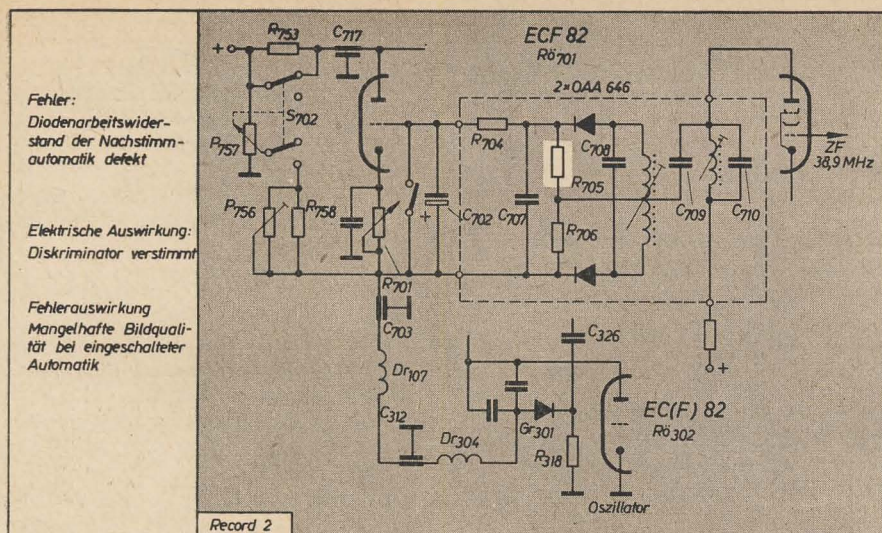 Fehler:
Diodenarbeitswider-
stand der Nachstimm-
automatik defekt
Elektrische Auswirkung:
Diskriminator verstimmt
Fehlerauswirkung
Mangelhafte Bildquali-
tät bei eingeschalteter
Automatik
+
R753
C717
ECF 82
Rö701
2×OAA 646
S702
P757
R704
C708
R705
ZF
38,9 MHz
P756
R758
+
C702
C707
R706
C709
C710
R701
C703
C326
+
Dr107
C312
Dr304
Gr301
R318
EC(F) 82
Rö302
Oszillator
Record 2